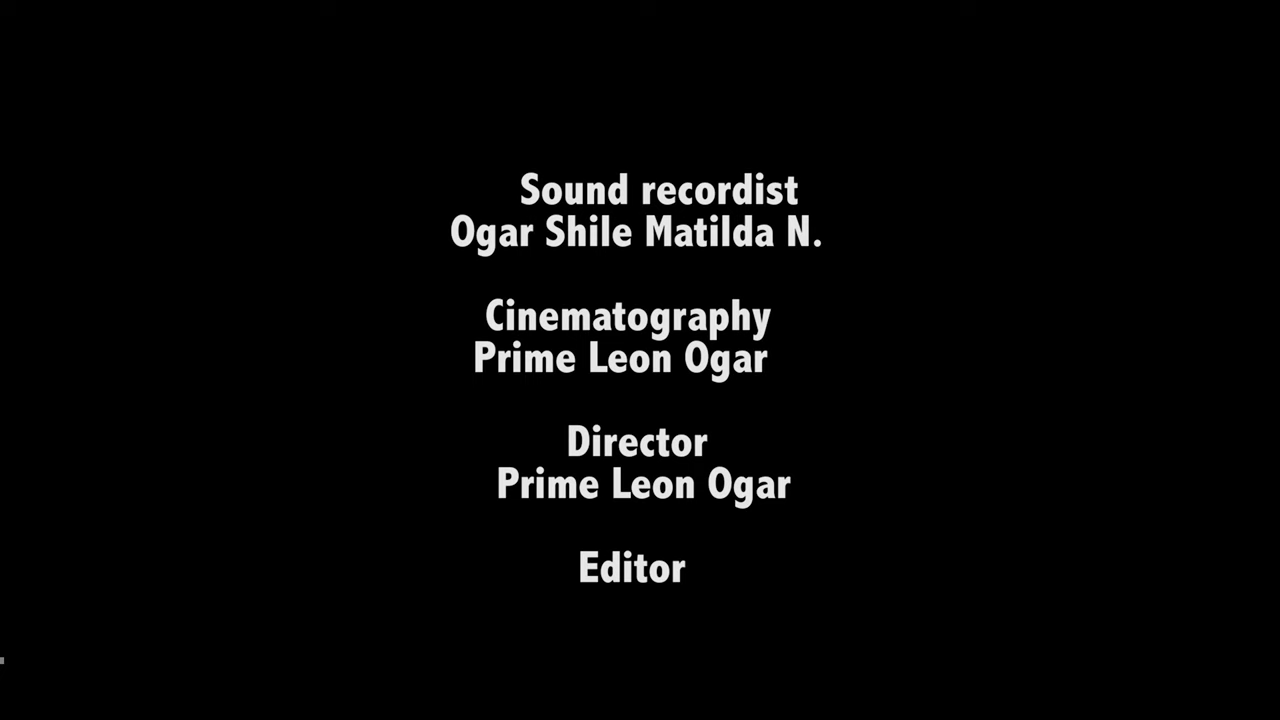 Sound recordist
Ogar Shile Matilda N.
Cinematography
Prime Leon Ogar
Director
Prime Leon Ogar
Editor